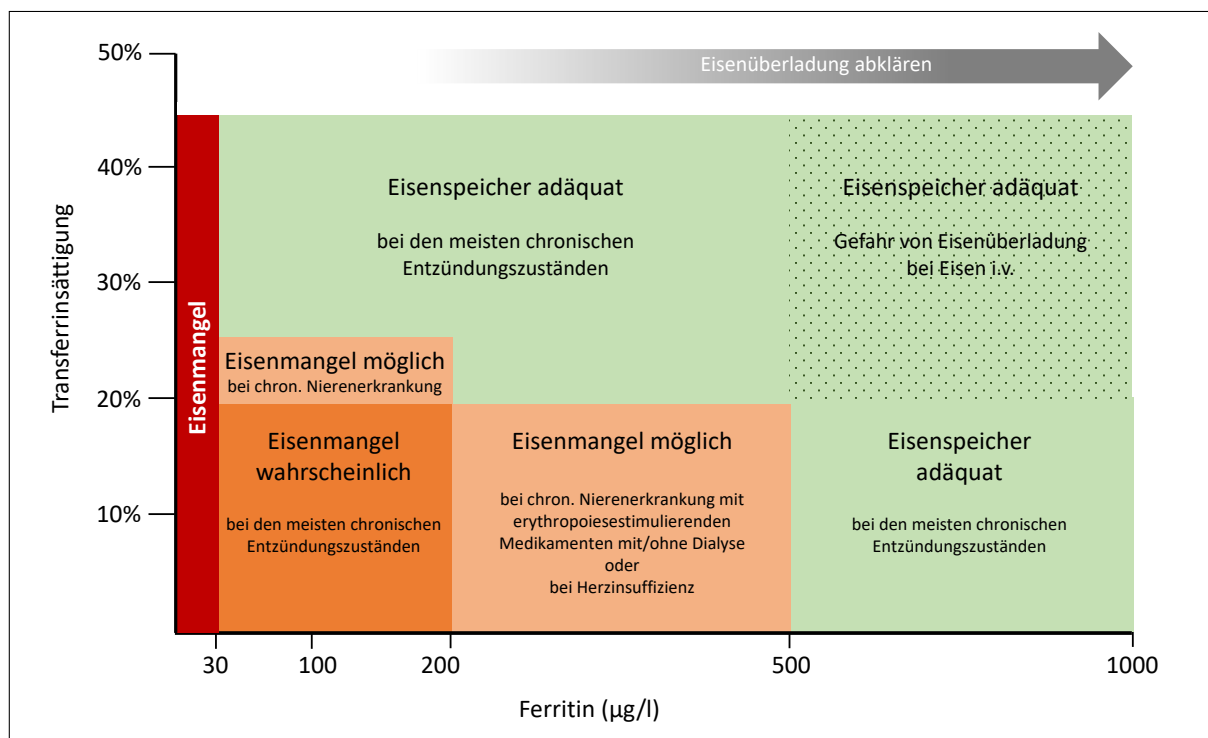 50%
Eisenüberladung abklären
40%
30%
20%
10%
Transferrinsättigung
Eisenmangel
Eisenspeicher adäquat
bei den meisten chronischen
Entzündungszuständen
Eisenspeicher adäquat
Gefahr von Eisenüberladung
bei Eisen i.v.
Eisenmangel möglich
bei chron. Nierenerkrankung
Eisenmangel
wahrscheinlich
bei den meisten chronischen
Entzündungszuständen
Eisenmangel möglich
bei chron. Nierenerkrankung mit
erythropoiesestimulierenden
Medikamenten mit/ohne Dialyse
oder
bei Herzinsuffizienz
Eisenspeicher
adäquat
bei den meisten chronischen
Entzündungszuständen
30
100
200
500
1000
Ferritin (µg/l)